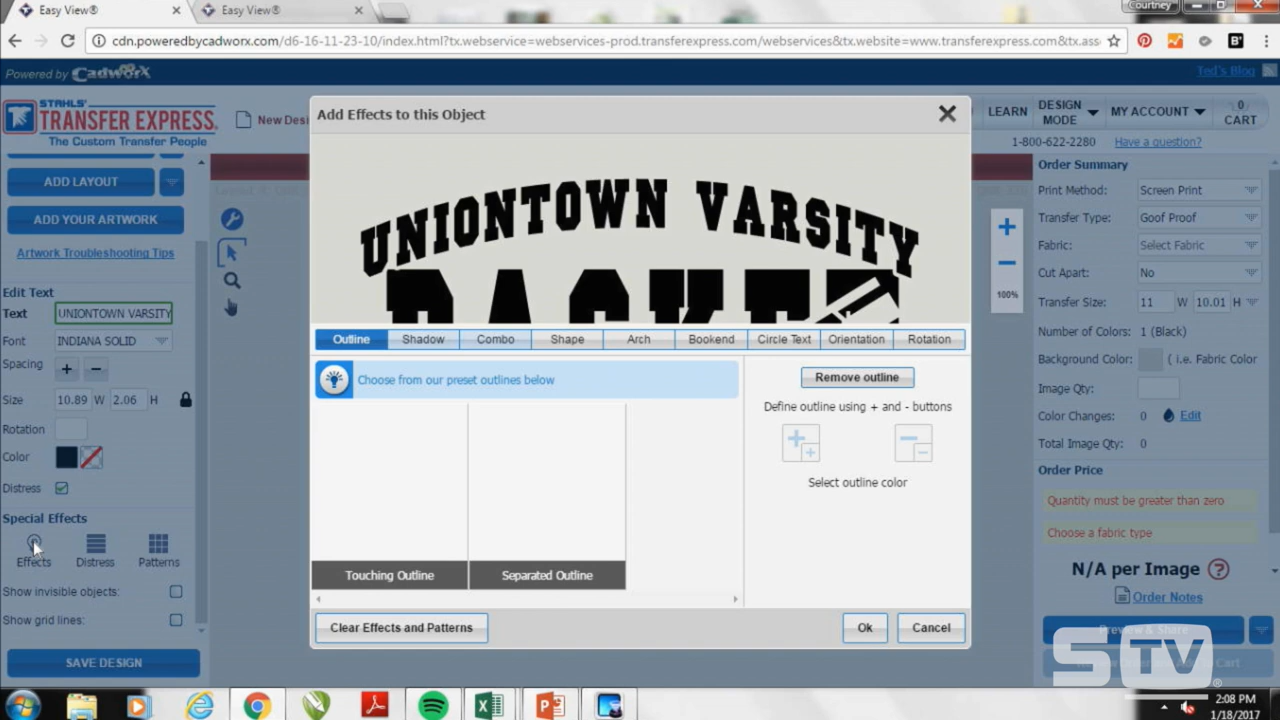 Easy View®
Easy View®
Courtney
cdn.poweredbycadworx.com/d6-16-11-23-10/index.html?tx.webservice=webservices-prod.transferexpress.com/webservices&tx.website=www.transferexpress.com&tx.ass
Powered by CadworX
Ted's Blog
STAHLS'
TRANSFER EXPRESS.
The Custom Transfer People
New Desi
LEARN
DESIGN MODE
MY ACCOUNT
0 CART
1-800-622-2280
Have a question?
ADD LAYOUT
ADD YOUR ARTWORK
Artwork Troubleshooting Tips
Edit Text
Text UNIONTOWN VARSITY
Font INDIANA SOLID
Spacing + -
Size 10.89 W 2.06 H
Rotation
Color
Distress
Special Effects
Effects Distress Patterns
Show invisible objects:
Show grid lines:
SAVE DESIGN
Add Effects to this Object
UNIONTOWN VARSITY
Outline Shadow Combo Shape Arch Bookend Circle Text Orientation Rotation
Choose from our preset outlines below
Touching Outline Separated Outline
Remove outline
Define outline using + and - buttons
Select outline color
Clear Effects and Patterns
Ok Cancel
100%
Order Summary
Print Method: Screen Print
Transfer Type: Goof Proof
Fabric: Select Fabric
Cut Apart: No
Transfer Size: 11 W 10.01 H
Number of Colors: 1 (Black)
Background Color: ( i.e. Fabric Color
Image Qty:
Color Changes: 0 Edit
Total Image Qty: 0
Order Price
Quantity must be greater than zero
Choose a fabric type
N/A per Image ?
Order Notes
Preview & Share
Cart
STV®
2:08 PM
1/18/2017